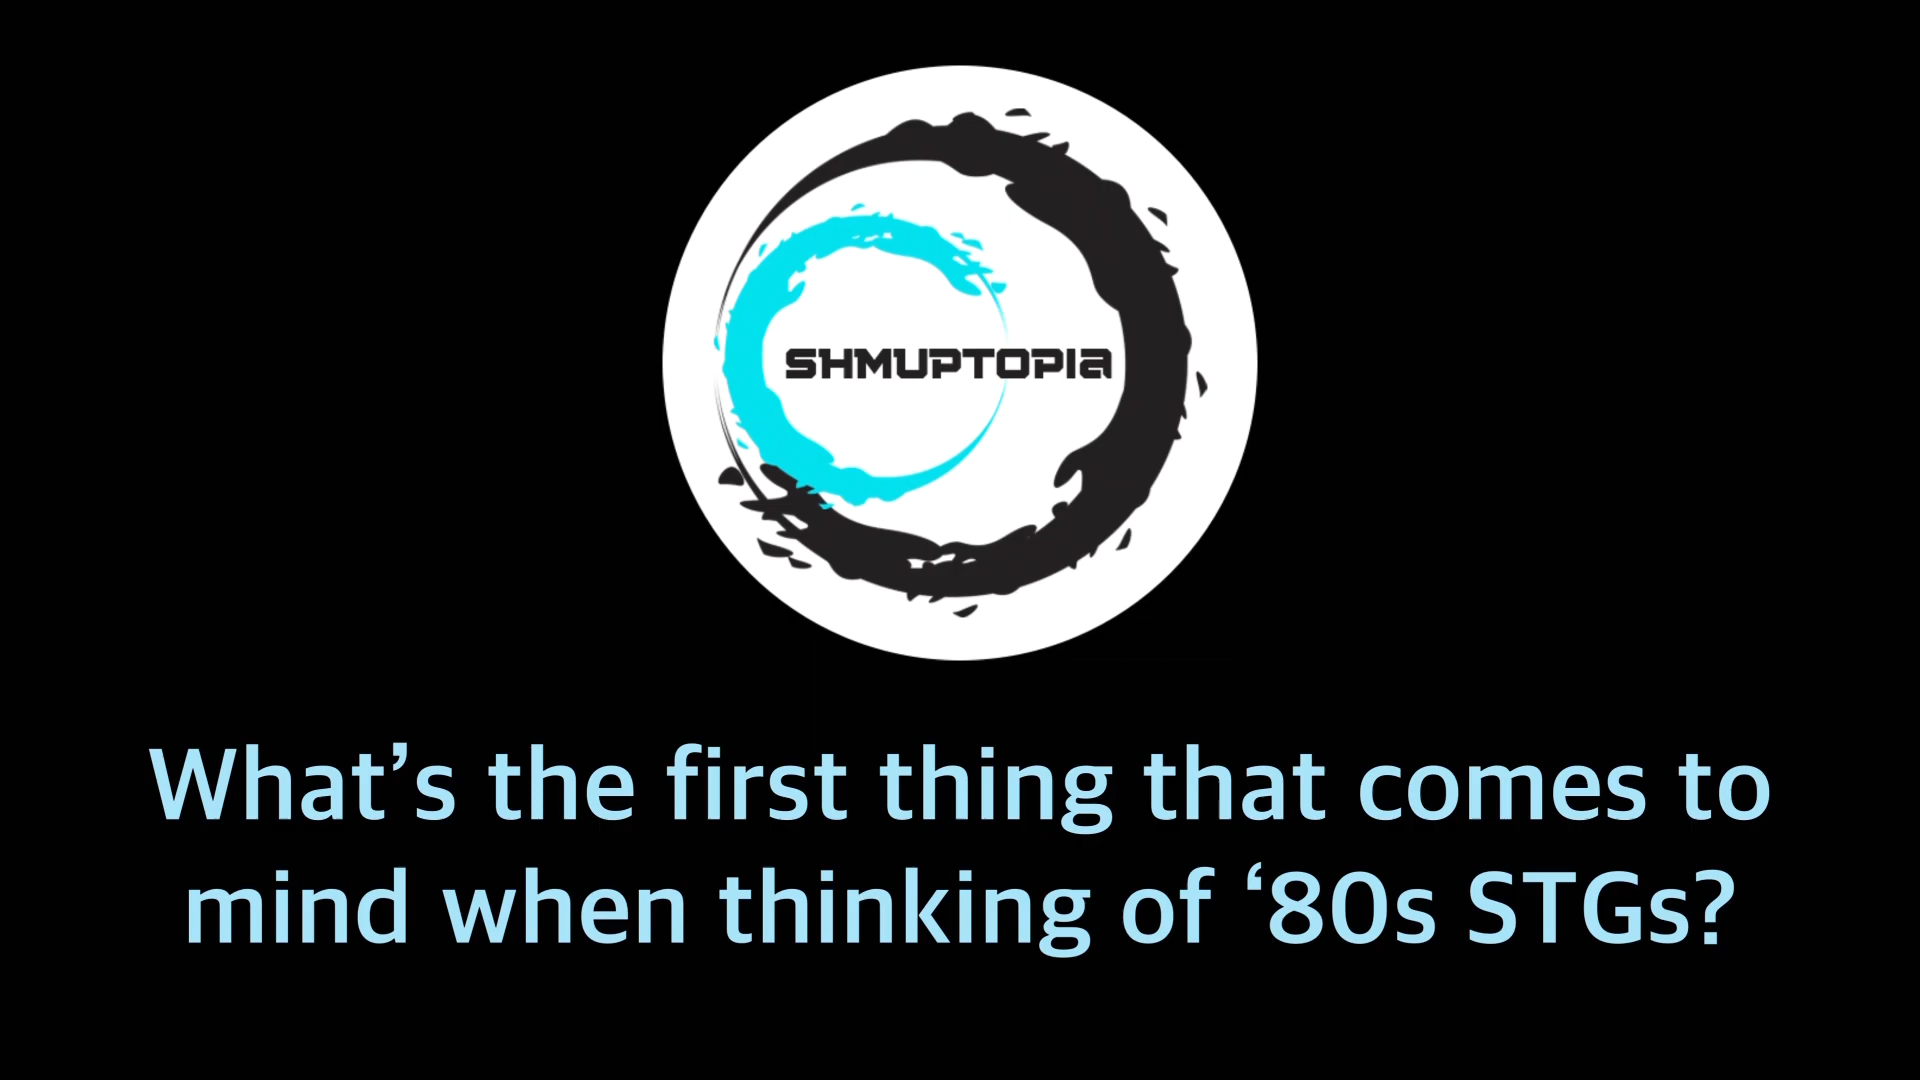 SHMUPTOPIA
What’s the first thing that comes to
mind when thinking of ‘80s STGs?